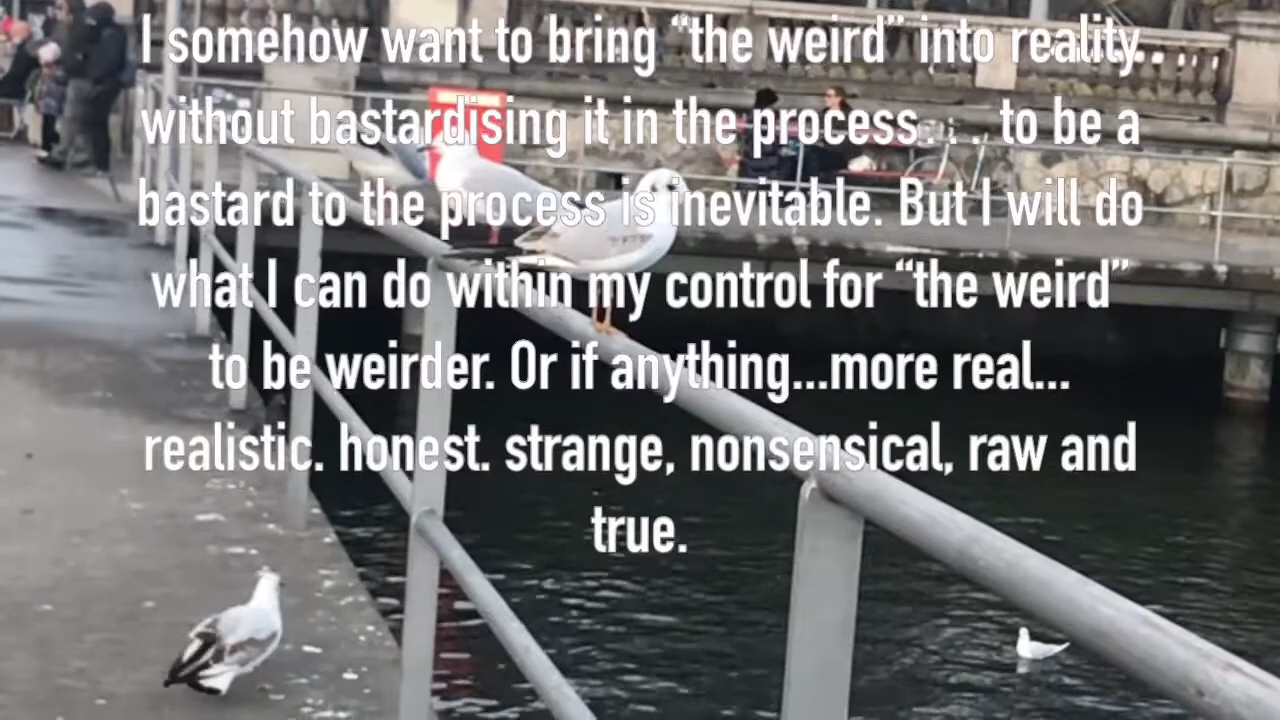 I somehow want to bring “the weird” into reality.
without bastardising it in the process. . . to be a
bastard to the process is inevitable. But I will do
what I can do within my control for “the weird”
to be weirder. Or if anything...more real...
realistic. honest. strange, nonsensical, raw and
true.